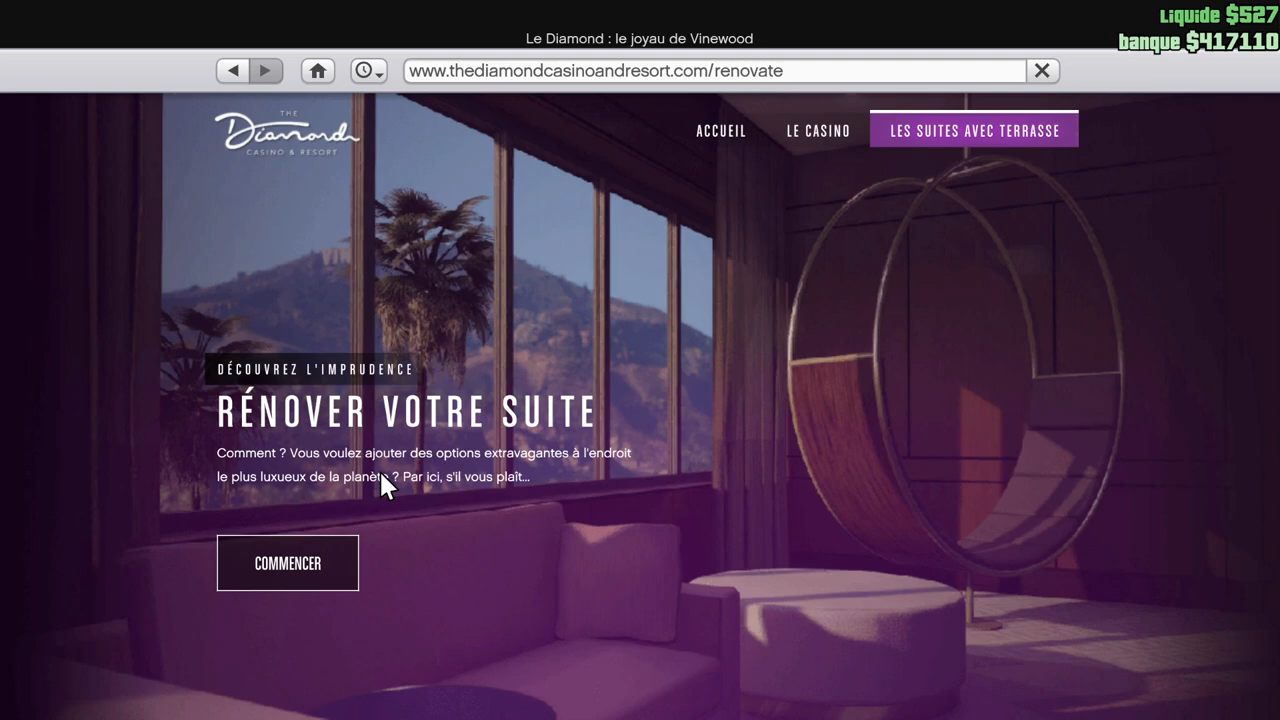 Liquide $527
Le Diamond : le joyau de Vinewood
banque $417110
www.thediamondcasinoandresort.com/renovate
THE
Diamond
CASINO & RESORT
ACCUEIL
LE CASINO
LES SUITES AVEC TERRASSE
DÉCOUVREZ L'IMPRUDENCE
RÉNOVER VOTRE SUITE
Comment ? Vous voulez ajouter des options extravagantes à l'endroit
le plus luxueux de la planète ? Par ici, s'il vous plaît...
COMMENCER